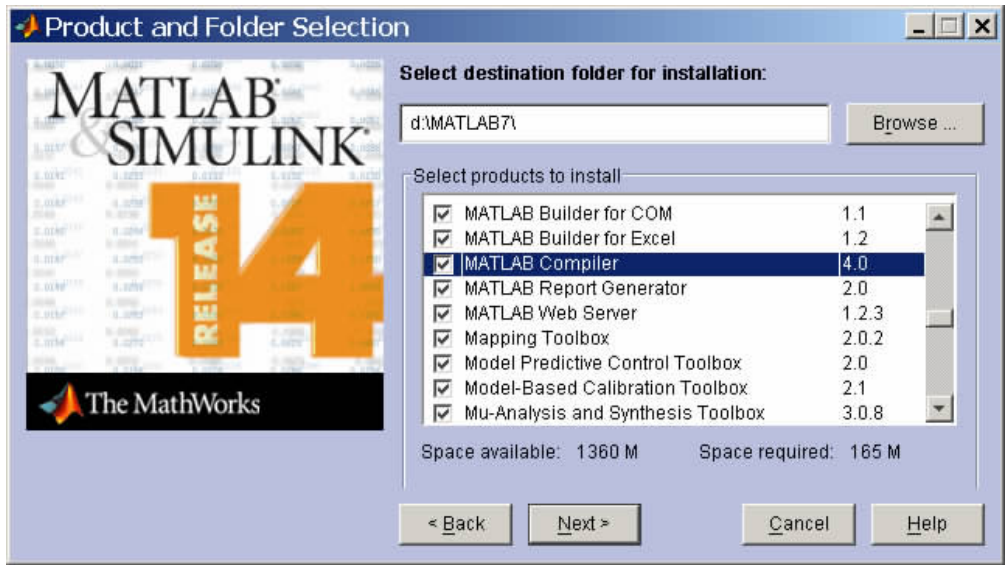 Product and Folder Selection
MATLAB®
& SIMULINK®
RELEASE
14
The MathWorks
Select destination folder for installation:
d:\MATLAB7\
Browse ...
Select products to install
MATLAB Builder for COM 1.1
MATLAB Builder for Excel 1.2
MATLAB Compiler 4.0
MATLAB Report Generator 2.0
MATLAB Web Server 1.2.3
Mapping Toolbox 2.0.2
Model Predictive Control Toolbox 2.0
Model-Based Calibration Toolbox 2.1
Mu-Analysis and Synthesis Toolbox 3.0.8
Space available: 1360 M Space required: 165 M
< Back Next > Cancel Help